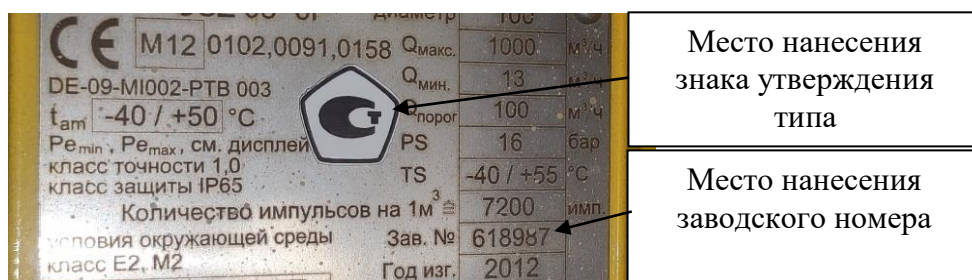 диаметр 100
CE M12 0102,0091,0158 Qмакс. 1000 м³/ч
DE-09-MI002-PTB 003 Qмин. 13 м³/ч
tam -40 / +50 °C Qпорог 100 м³/ч
Pemin , Pemax, см. дисплей PS 16 бар
класс точности 1,0 TS -40 / +55 °C
класс защиты IP65
Количество импульсов на 1м³ ≙ 7200 имп.
условия окружающей среды Зав. № 618987
класс E2, M2 Год изг. 2012
Место нанесения
знака утверждения
типа
Место нанесения
заводского номера